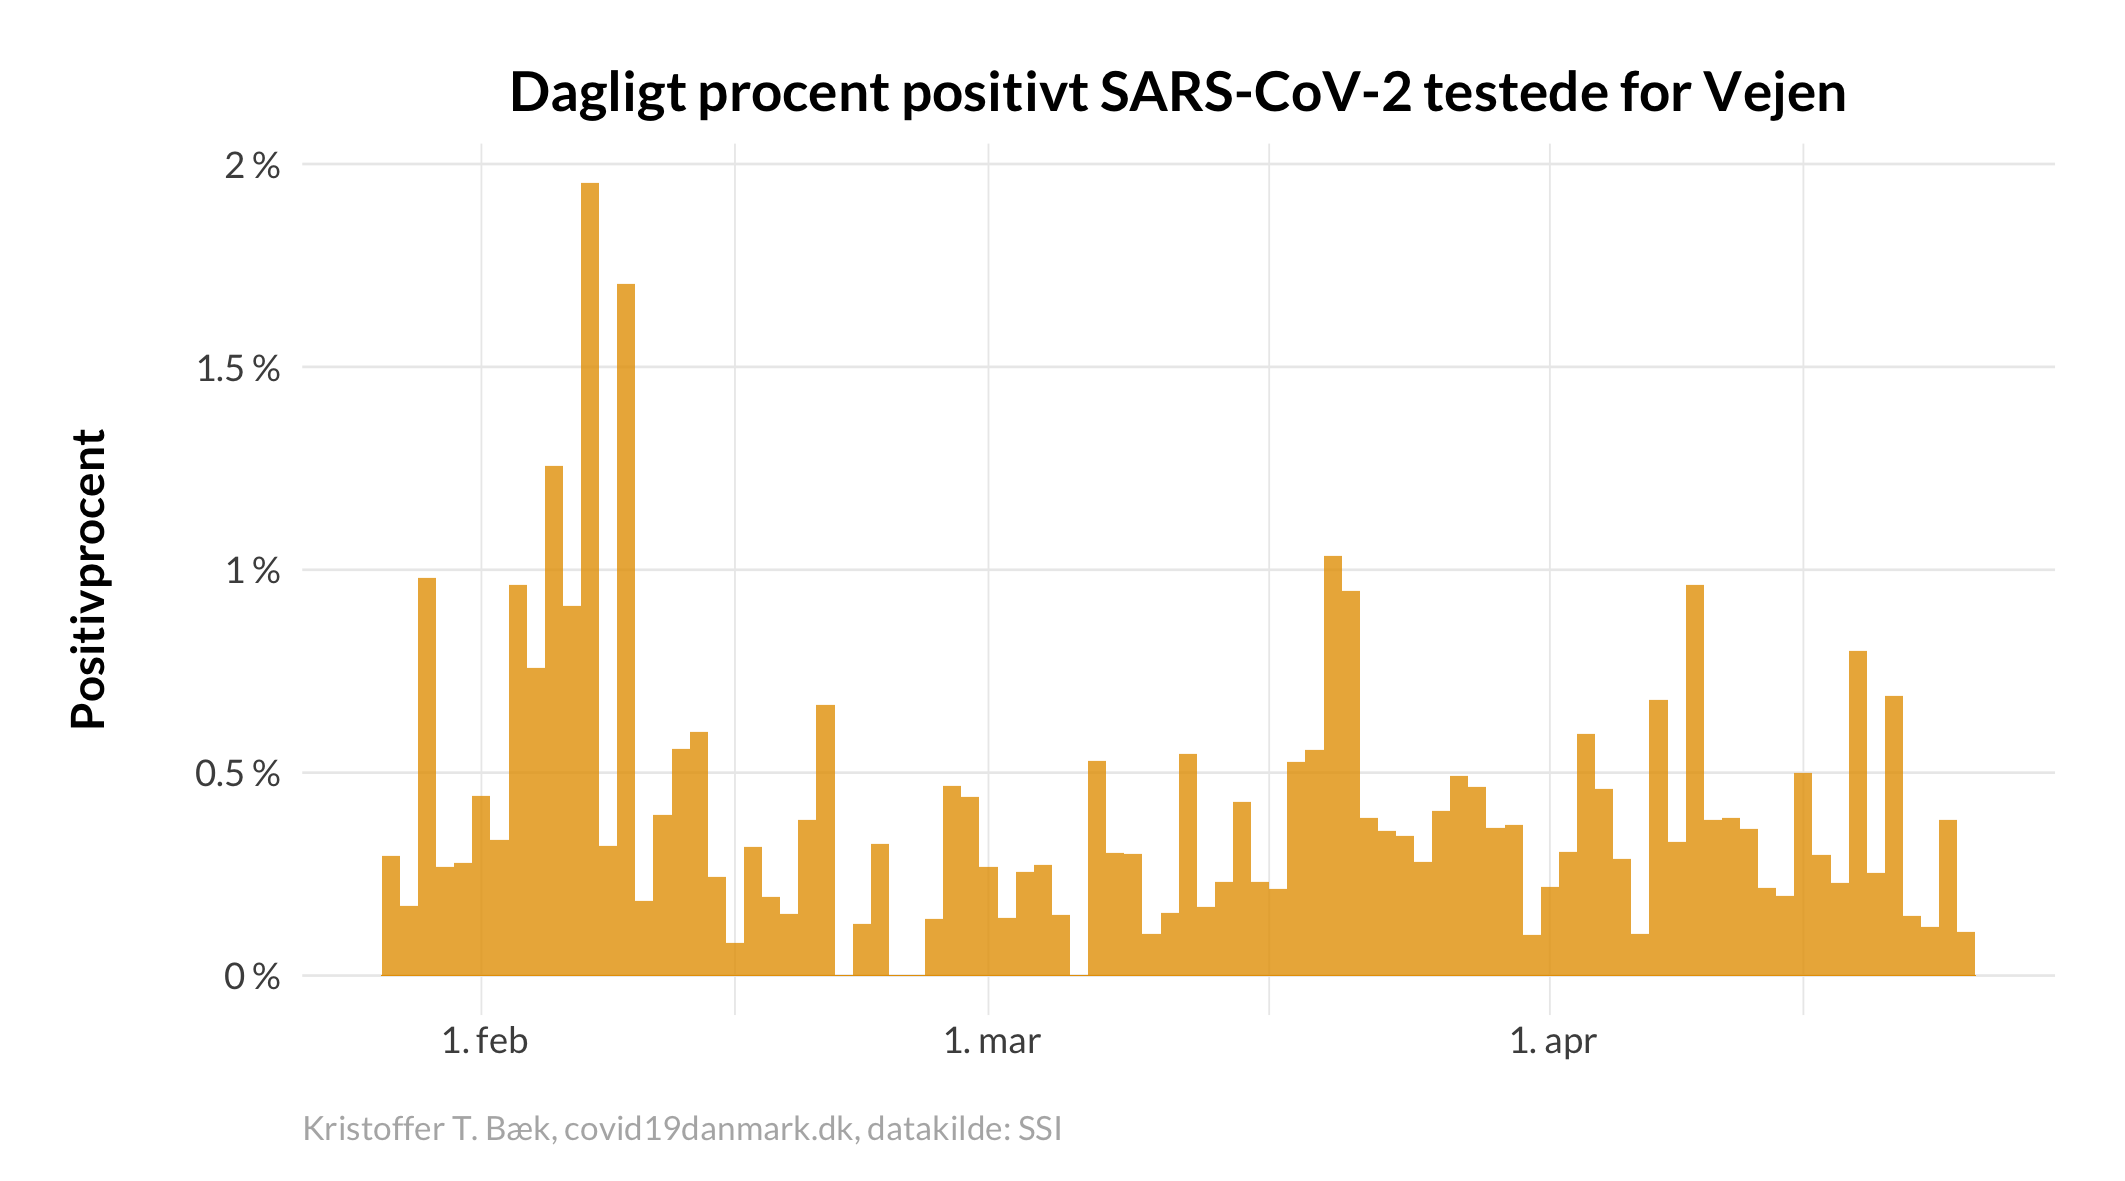 Dagligt procent positivt SARS-CoV-2 testede for Vejen
Positivprocent
2 %
1.5 %
1 %
0.5 %
0 %
1. feb
1. mar
1. apr
Kristoffer T. Bæk, covid19danmark.dk, datakilde: SSI